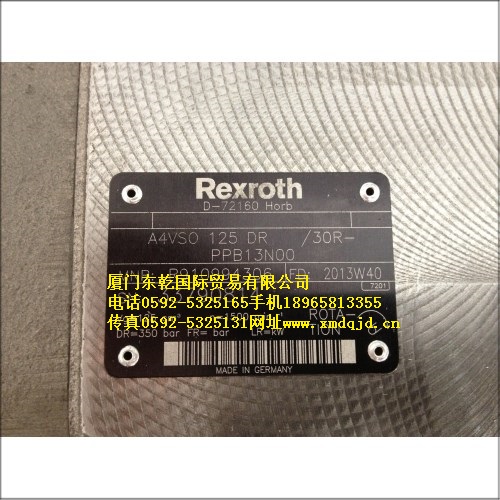 Rexroth
D-72160 Horb
A4VSO 125 DR /30R-
PPB13N00
FD: 2013W40
7201
厦门东乾国际贸易有限公司
电话0592-5325165手机18965813355
传真0592-5325131网址www.xmdqjd.cn
ROTA-
TION
DR=350 bar FR= bar LR=kW
MADE IN GERMANY